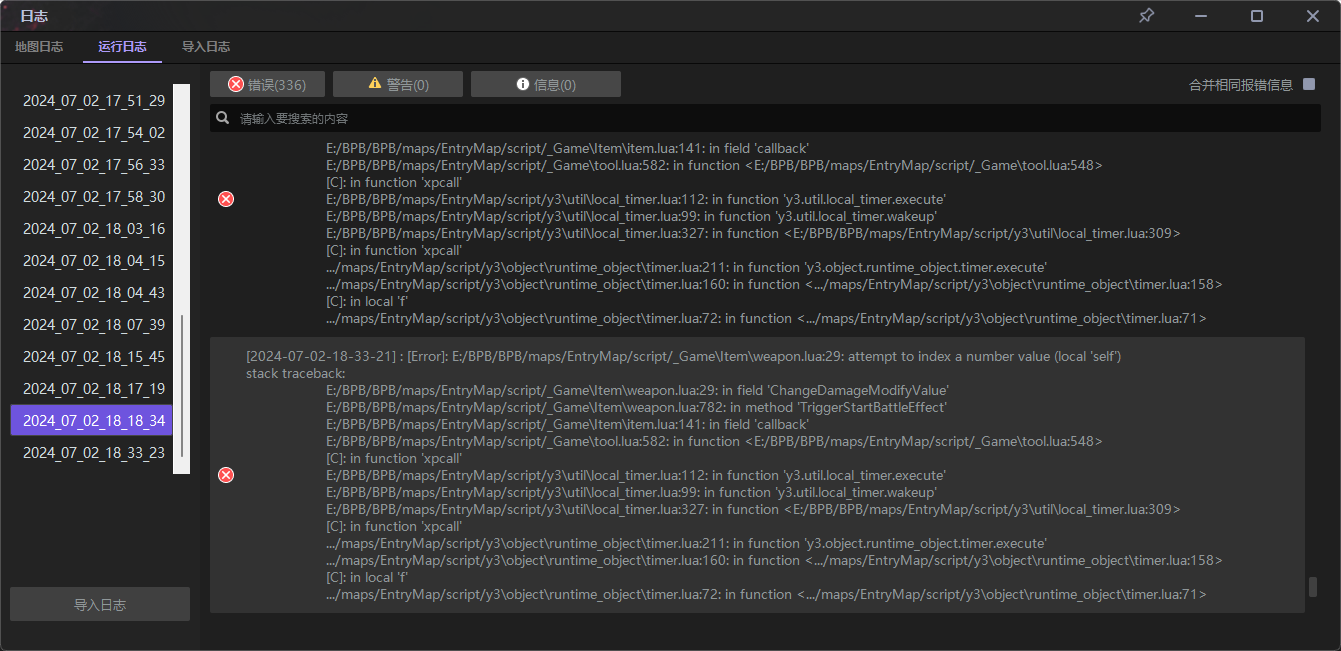 日志
地图日志
运行日志
导入日志
2024_07_02_17_51_29
2024_07_02_17_54_02
2024_07_02_17_56_33
2024_07_02_17_58_30
2024_07_02_18_03_16
2024_07_02_18_04_15
2024_07_02_18_04_43
2024_07_02_18_07_39
2024_07_02_18_15_45
2024_07_02_18_17_19
2024_07_02_18_18_34
2024_07_02_18_33_23
导入日志
错误(336)
警告(0)
信息(0)
合并相同报错信息
请输入要搜索的内容
E:/BPB/BPB/maps/EntryMap/script/_Game\Item\item.lua:141: in field 'callback'
E:/BPB/BPB/maps/EntryMap/script/_Game\tool.lua:582: in function <E:/BPB/BPB/maps/EntryMap/script/_Game\tool.lua:548>
[C]: in function 'xpcall'
E:/BPB/BPB/maps/EntryMap/script/y3\util\local_timer.lua:112: in function 'y3.util.local_timer.execute'
E:/BPB/BPB/maps/EntryMap/script/y3\util\local_timer.lua:99: in function 'y3.util.local_timer.wakeup'
E:/BPB/BPB/maps/EntryMap/script/y3\util\local_timer.lua:327: in function <E:/BPB/BPB/maps/EntryMap/script/y3\util\local_timer.lua:309>
[C]: in function 'xpcall'
.../maps/EntryMap/script/y3\object\runtime_object\timer.lua:211: in function 'y3.object.runtime_object.timer.execute'
.../maps/EntryMap/script/y3\object\runtime_object\timer.lua:160: in function <.../maps/EntryMap/script/y3\object\runtime_object\timer.lua:158>
[C]: in local 'f'
.../maps/EntryMap/script/y3\object\runtime_object\timer.lua:72: in function <.../maps/EntryMap/script/y3\object\runtime_object\timer.lua:71>
[2024-07-02-18-33-21] : [Error]: E:/BPB/BPB/maps/EntryMap/script/_Game\Item\weapon.lua:29: attempt to index a number value (local 'self')
stack traceback:
E:/BPB/BPB/maps/EntryMap/script/_Game\Item\weapon.lua:29: in field 'ChangeDamageModifyValue'
E:/BPB/BPB/maps/EntryMap/script/_Game\Item\weapon.lua:782: in method 'TriggerStartBattleEffect'
E:/BPB/BPB/maps/EntryMap/script/_Game\Item\item.lua:141: in field 'callback'
E:/BPB/BPB/maps/EntryMap/script/_Game\tool.lua:582: in function <E:/BPB/BPB/maps/EntryMap/script/_Game\tool.lua:548>
[C]: in function 'xpcall'
E:/BPB/BPB/maps/EntryMap/script/y3\util\local_timer.lua:112: in function 'y3.util.local_timer.execute'
E:/BPB/BPB/maps/EntryMap/script/y3\util\local_timer.lua:99: in function 'y3.util.local_timer.wakeup'
E:/BPB/BPB/maps/EntryMap/script/y3\util\local_timer.lua:327: in function <E:/BPB/BPB/maps/EntryMap/script/y3\util\local_timer.lua:309>
[C]: in function 'xpcall'
.../maps/EntryMap/script/y3\object\runtime_object\timer.lua:211: in function 'y3.object.runtime_object.timer.execute'
.../maps/EntryMap/script/y3\object\runtime_object\timer.lua:160: in function <.../maps/EntryMap/script/y3\object\runtime_object\timer.lua:158>
[C]: in local 'f'
.../maps/EntryMap/script/y3\object\runtime_object\timer.lua:72: in function <.../maps/EntryMap/script/y3\object\runtime_object\timer.lua:71>